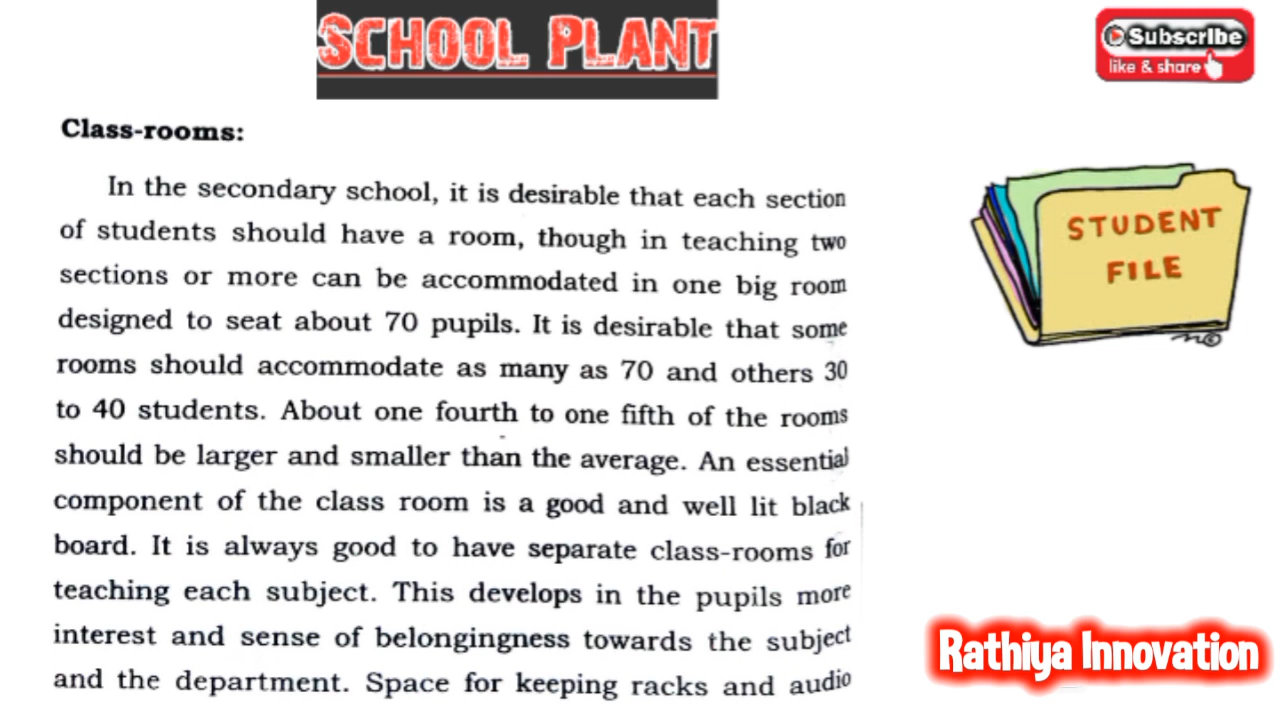 SCHOOL PLANT
Subscribe
like & share
Class-rooms:
In the secondary school, it is desirable that each section
of students should have a room, though in teaching two
sections or more can be accommodated in one big room
designed to seat about 70 pupils. It is desirable that some
rooms should accommodate as many as 70 and others 30
to 40 students. About one fourth to one fifth of the rooms
should be larger and smaller than the average. An essential
component of the class room is a good and well lit black
board. It is always good to have separate class-rooms for
teaching each subject. This develops in the pupils more
interest and sense of belongingness towards the subject
and the department. Space for keeping racks and audio
STUDENT
FILE
Rathiya Innovation